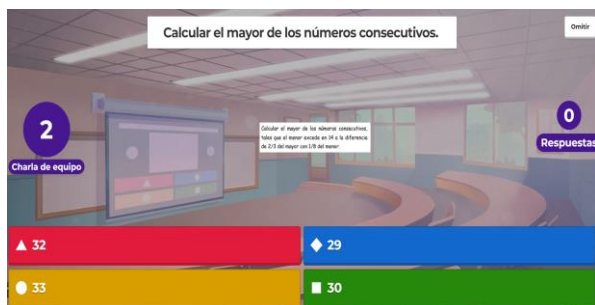 Calcular el mayor de los números consecutivos.
Omitir
2
Charla de equipo
Calcular el mayor de los números consecutivos,
tales que el menor excede en 14 a la diferencia
de 2/3 del mayor con 1/8 del menor.
0
Respuestas
32
29
33
30